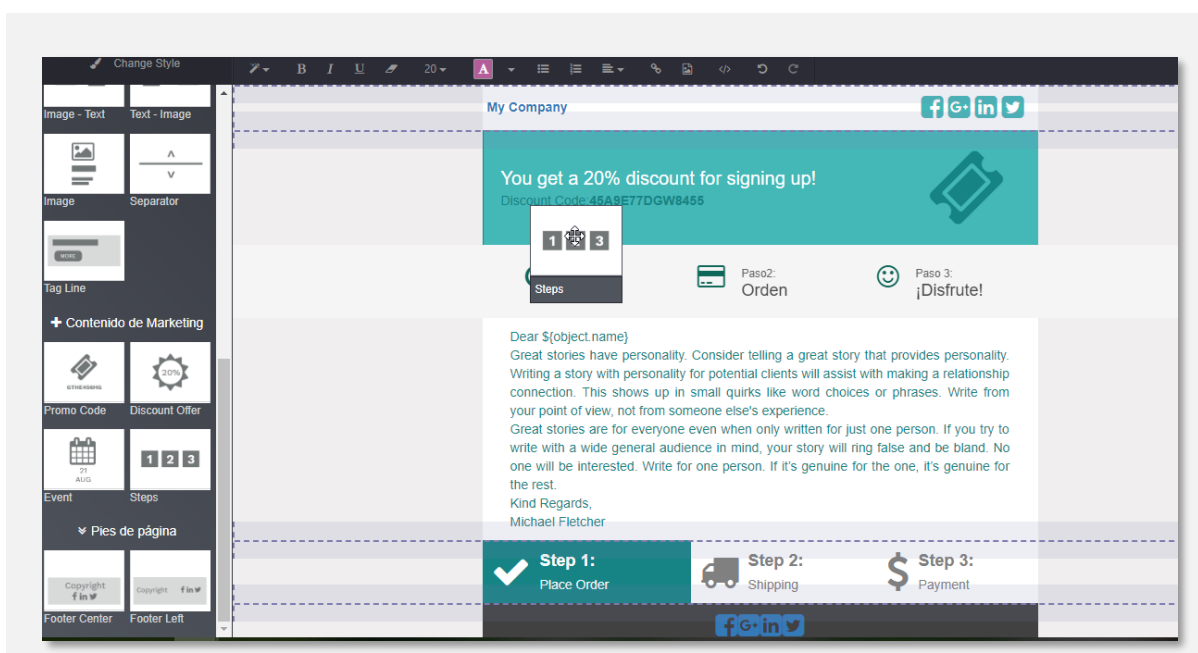 Change Style
B I U 20 A </>
Image - Text Text - Image
Image Separator
MORE
Tag Line
Contenido de Marketing
20%
Promo Code Discount Offer
21
AUG
1 2 3
Event Steps
Pies de página
Copyright
f in
Copyright f in
Footer Center Footer Left
My Company
f G+ in
You get a 20% discount for signing up!
Discount Code:45A9E77DGW8455
1 3
Steps
Paso2:
Orden
Paso 3:
¡Disfrute!
Dear ${object.name}
Great stories have personality. Consider telling a great story that provides personality.
Writing a story with personality for potential clients will assist with making a relationship
connection. This shows up in small quirks like word choices or phrases. Write from
your point of view, not from someone else's experience.
Great stories are for everyone even when only written for just one person. If you try to
write with a wide general audience in mind, your story will ring false and be bland. No
one will be interested. Write for one person. If it's genuine for the one, it's genuine for
the rest.
Kind Regards,
Michael Fletcher
Step 1:
Place Order
Step 2:
Shipping
Step 3:
Payment
f G+ in